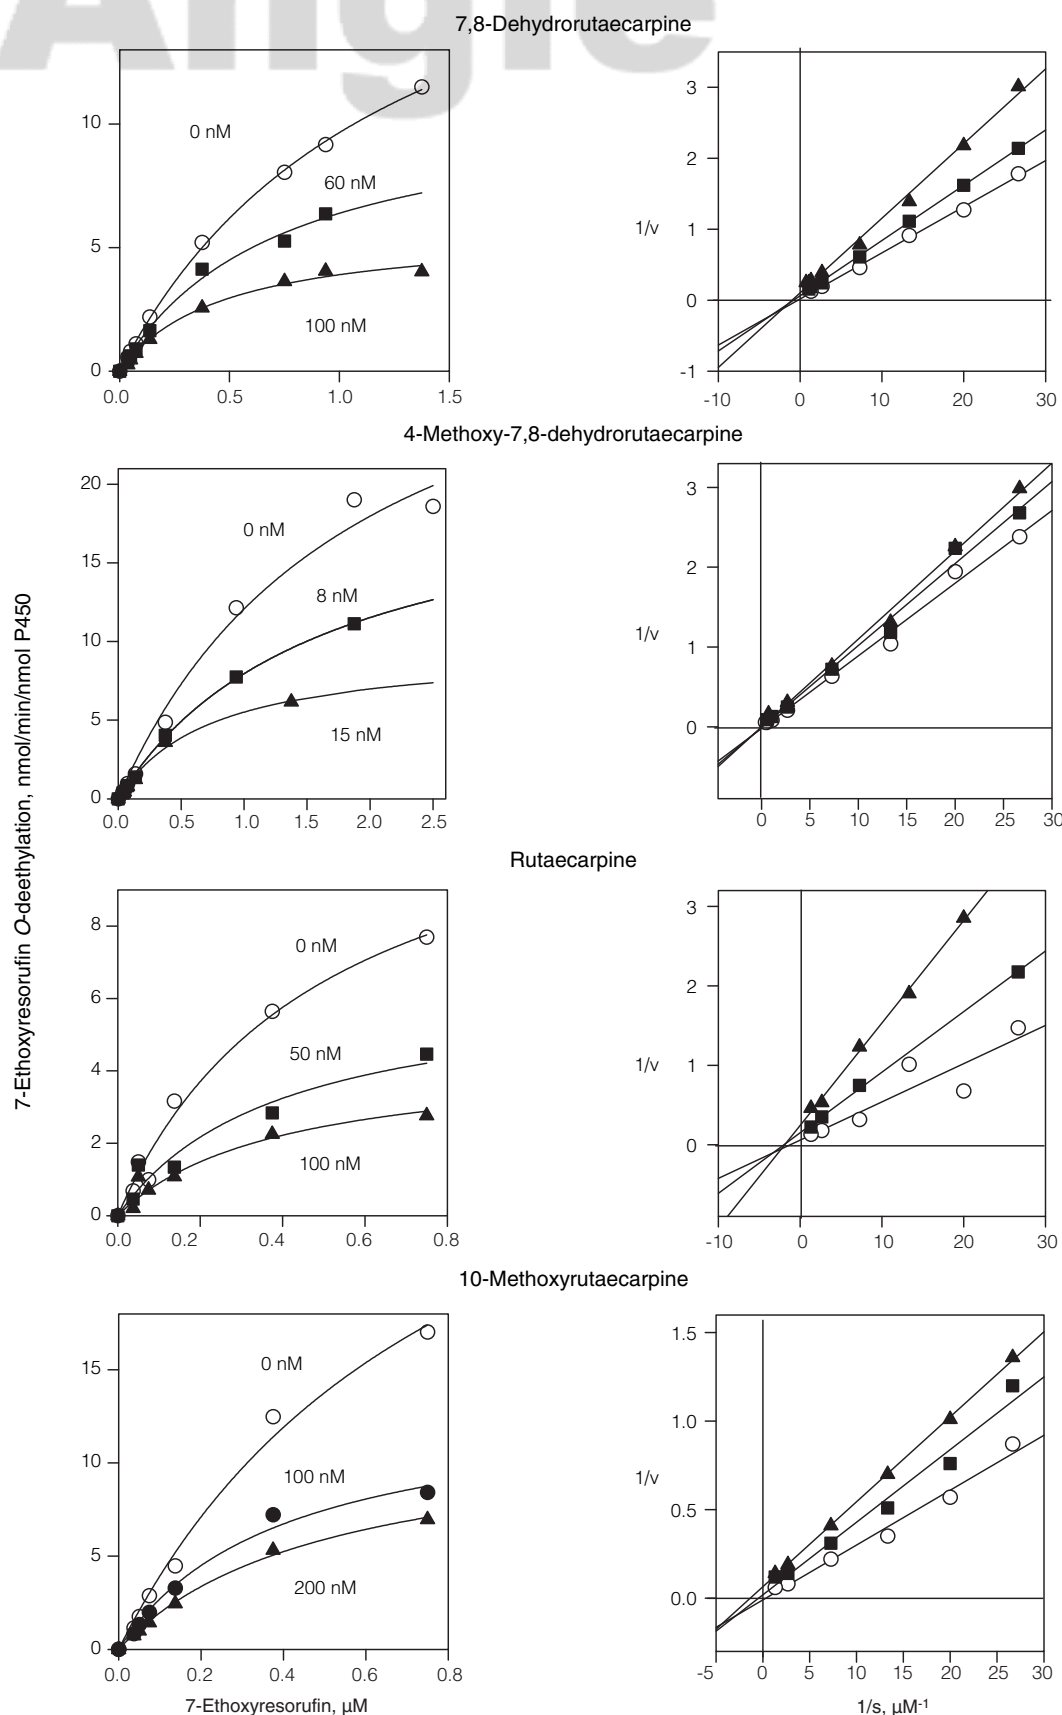 Angle
7,8-Dehydrorutaecarpine
0 nM
60 nM
100 nM
10
5
0
0.0 0.5 1.0 1.5
1/v
3
2
1
0
-1
-10 0 10 20 30
4-Methoxy-7,8-dehydrorutaecarpine
0 nM
8 nM
15 nM
20
15
10
5
0
0.0 0.5 1.0 1.5 2.0 2.5
1/v
3
2
1
0
0 5 10 15 20 25 30
Rutaecarpine
0 nM
50 nM
100 nM
8
6
4
2
0
0.0 0.2 0.4 0.6 0.8
1/v
3
2
1
0
-10 0 10 20 30
10-Methoxyrutaecarpine
0 nM
100 nM
200 nM
15
10
5
0
0.0 0.2 0.4 0.6 0.8
7-Ethoxyresorufin, µM
1/v
1.5
1.0
0.5
0.0
-5 0 5 10 15 20 25 30
1/s, µM-1
7-Ethoxyresorufin O-deethylation, nmol/min/nmol P450